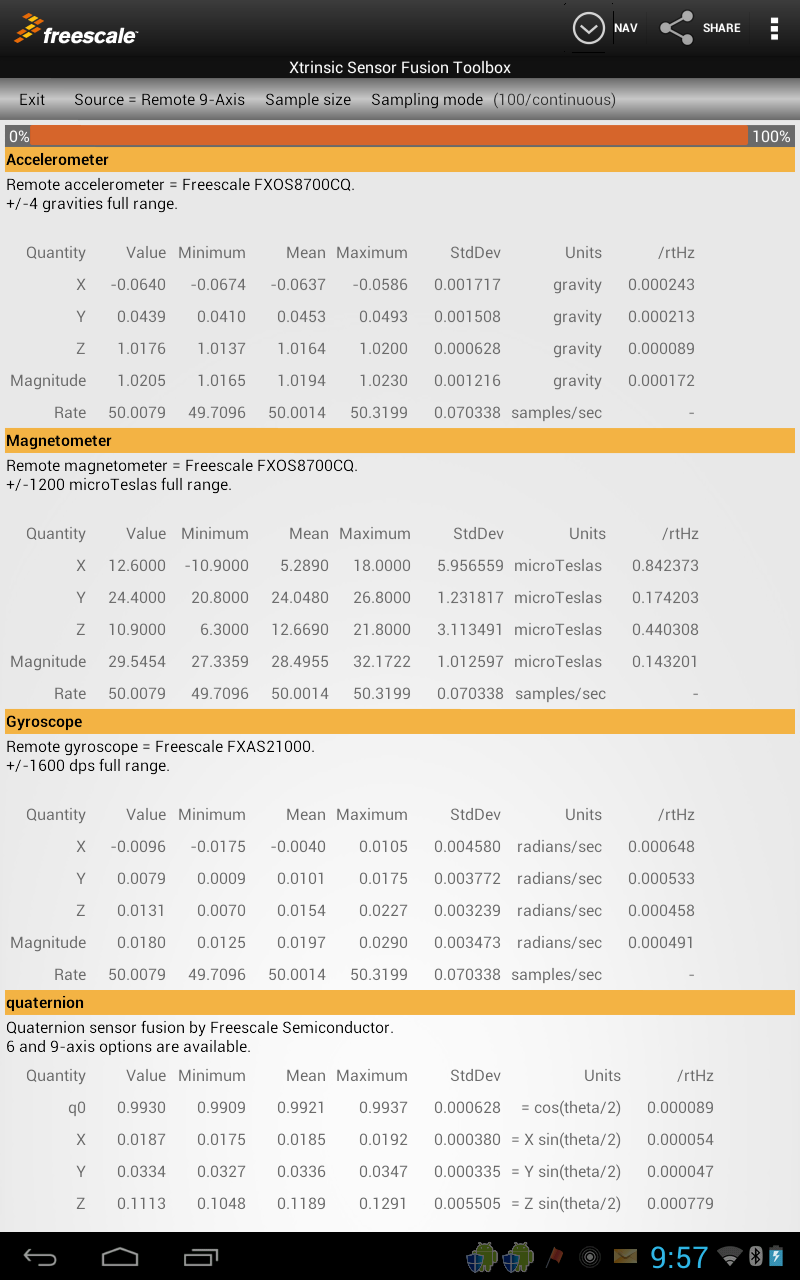 freescale NAV SHARE
Xtrinsic Sensor Fusion Toolbox
Exit Source = Remote 9-Axis Sample size Sampling mode (100/continuous)
0% 100%
Accelerometer
Remote accelerometer = Freescale FXOS8700CQ.
+/-4 gravities full range.
Quantity Value Minimum Mean Maximum StdDev Units /rtHz
X -0.0640 -0.0674 -0.0637 -0.0586 0.001717 gravity 0.000243
Y 0.0439 0.0410 0.0453 0.0493 0.001508 gravity 0.000213
Z 1.0176 1.0137 1.0164 1.0200 0.000628 gravity 0.000089
Magnitude 1.0205 1.0165 1.0194 1.0230 0.001216 gravity 0.000172
Rate 50.0079 49.7096 50.0014 50.3199 0.070338 samples/sec -
Magnetometer
Remote magnetometer = Freescale FXOS8700CQ.
+/-1200 microTeslas full range.
Quantity Value Minimum Mean Maximum StdDev Units /rtHz
X 12.6000 -10.9000 5.2890 18.0000 5.956559 microTeslas 0.842373
Y 24.4000 20.8000 24.0480 26.8000 1.231817 microTeslas 0.174203
Z 10.9000 6.3000 12.6690 21.8000 3.113491 microTeslas 0.440308
Magnitude 29.5454 27.3359 28.4955 32.1722 1.012597 microTeslas 0.143201
Rate 50.0079 49.7096 50.0014 50.3199 0.070338 samples/sec -
Gyroscope
Remote gyroscope = Freescale FXAS21000.
+/-1600 dps full range.
Quantity Value Minimum Mean Maximum StdDev Units /rtHz
X -0.0096 -0.0175 -0.0040 0.0105 0.004580 radians/sec 0.000648
Y 0.0079 0.0009 0.0101 0.0175 0.003772 radians/sec 0.000533
Z 0.0131 0.0070 0.0154 0.0227 0.003239 radians/sec 0.000458
Magnitude 0.0180 0.0125 0.0197 0.0290 0.003473 radians/sec 0.000491
Rate 50.0079 49.7096 50.0014 50.3199 0.070338 samples/sec -
quaternion
Quaternion sensor fusion by Freescale Semiconductor.
6 and 9-axis options are available.
Quantity Value Minimum Mean Maximum StdDev Units /rtHz
q0 0.9930 0.9909 0.9921 0.9937 0.000628 = cos(theta/2) 0.000089
X 0.0187 0.0175 0.0185 0.0192 0.000380 = X sin(theta/2) 0.000054
Y 0.0334 0.0327 0.0336 0.0347 0.000335 = Y sin(theta/2) 0.000047
Z 0.1113 0.1048 0.1189 0.1291 0.005505 = Z sin(theta/2) 0.000779
9:57